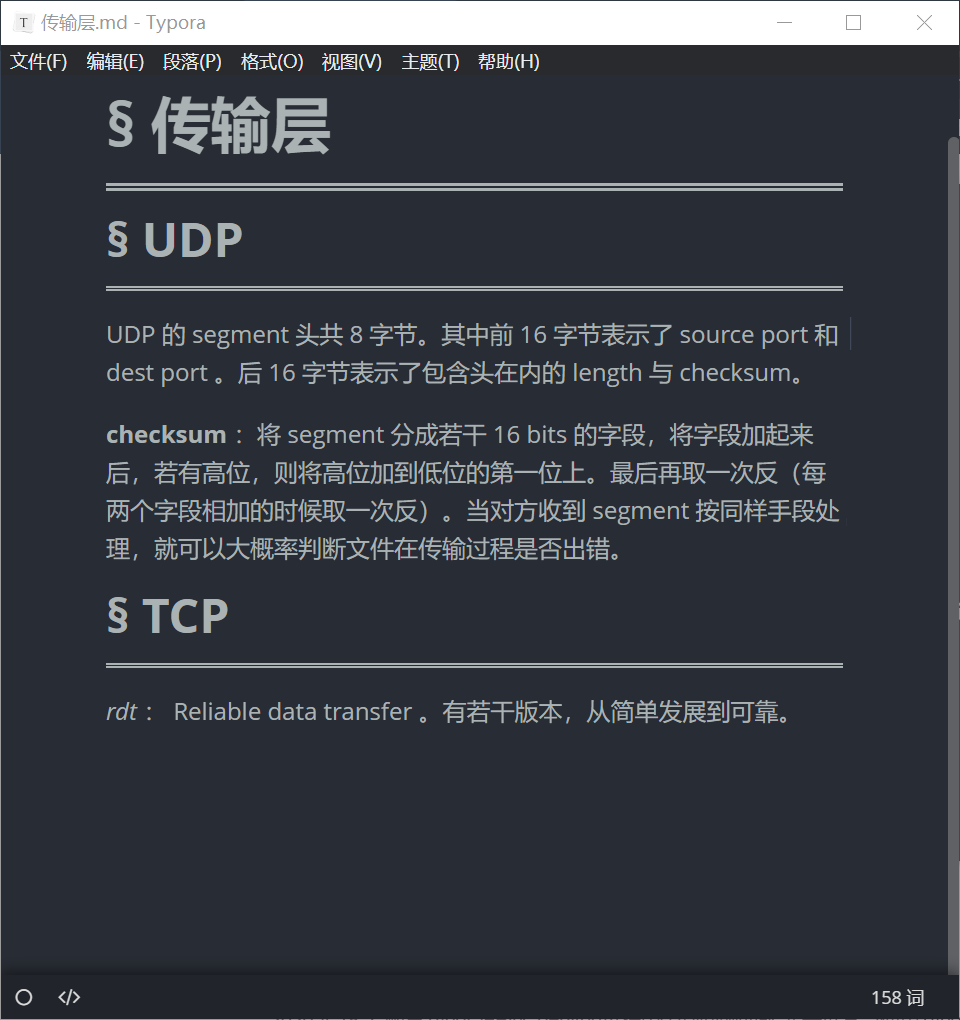 T 传输层.md - Typora
文件(F) 编辑(E) 段落(P) 格式(O) 视图(V) 主题(T) 帮助(H)
§ 传输层
§ UDP
UDP 的 segment 头共 8 字节。其中前 16 字节表示了 source port 和
dest port 。后 16 字节表示了包含头在内的 length 与 checksum。
checksum ：将 segment 分成若干 16 bits 的字段，将字段加起来
后，若有高位，则将高位加到低位的第一位上。最后再取一次反（每
两个字段相加的时候取一次反）。当对方收到 segment 按同样手段处
理，就可以大概率判断文件在传输过程是否出错。
§ TCP
rdt ： Reliable data transfer 。有若干版本，从简单发展到可靠。
</> 158 词